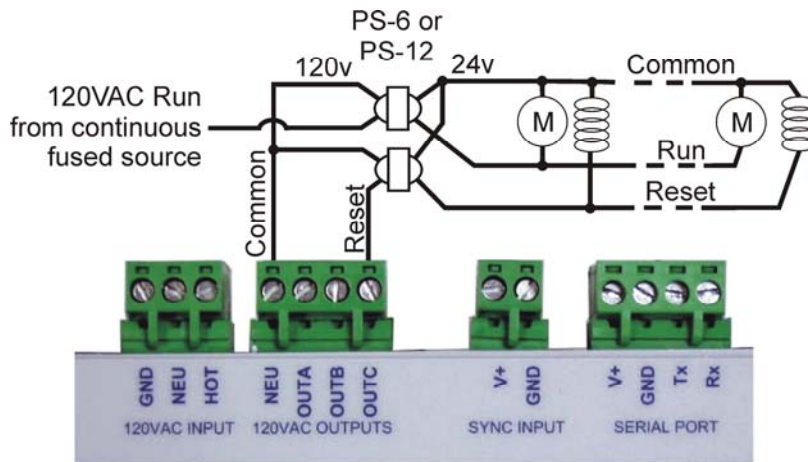 PS-6 or
PS-12
120v
24v
Common
120VAC Run
from continuous
fused source
M
M
Run
Reset
Common
Reset
GND
NEU
HOT
NEU
OUTA
OUTB
OUTC
V+
GND
V+
GND
Tx
Rx
120VAC INPUT
120VAC OUTPUTS
SYNC INPUT
SERIAL PORT